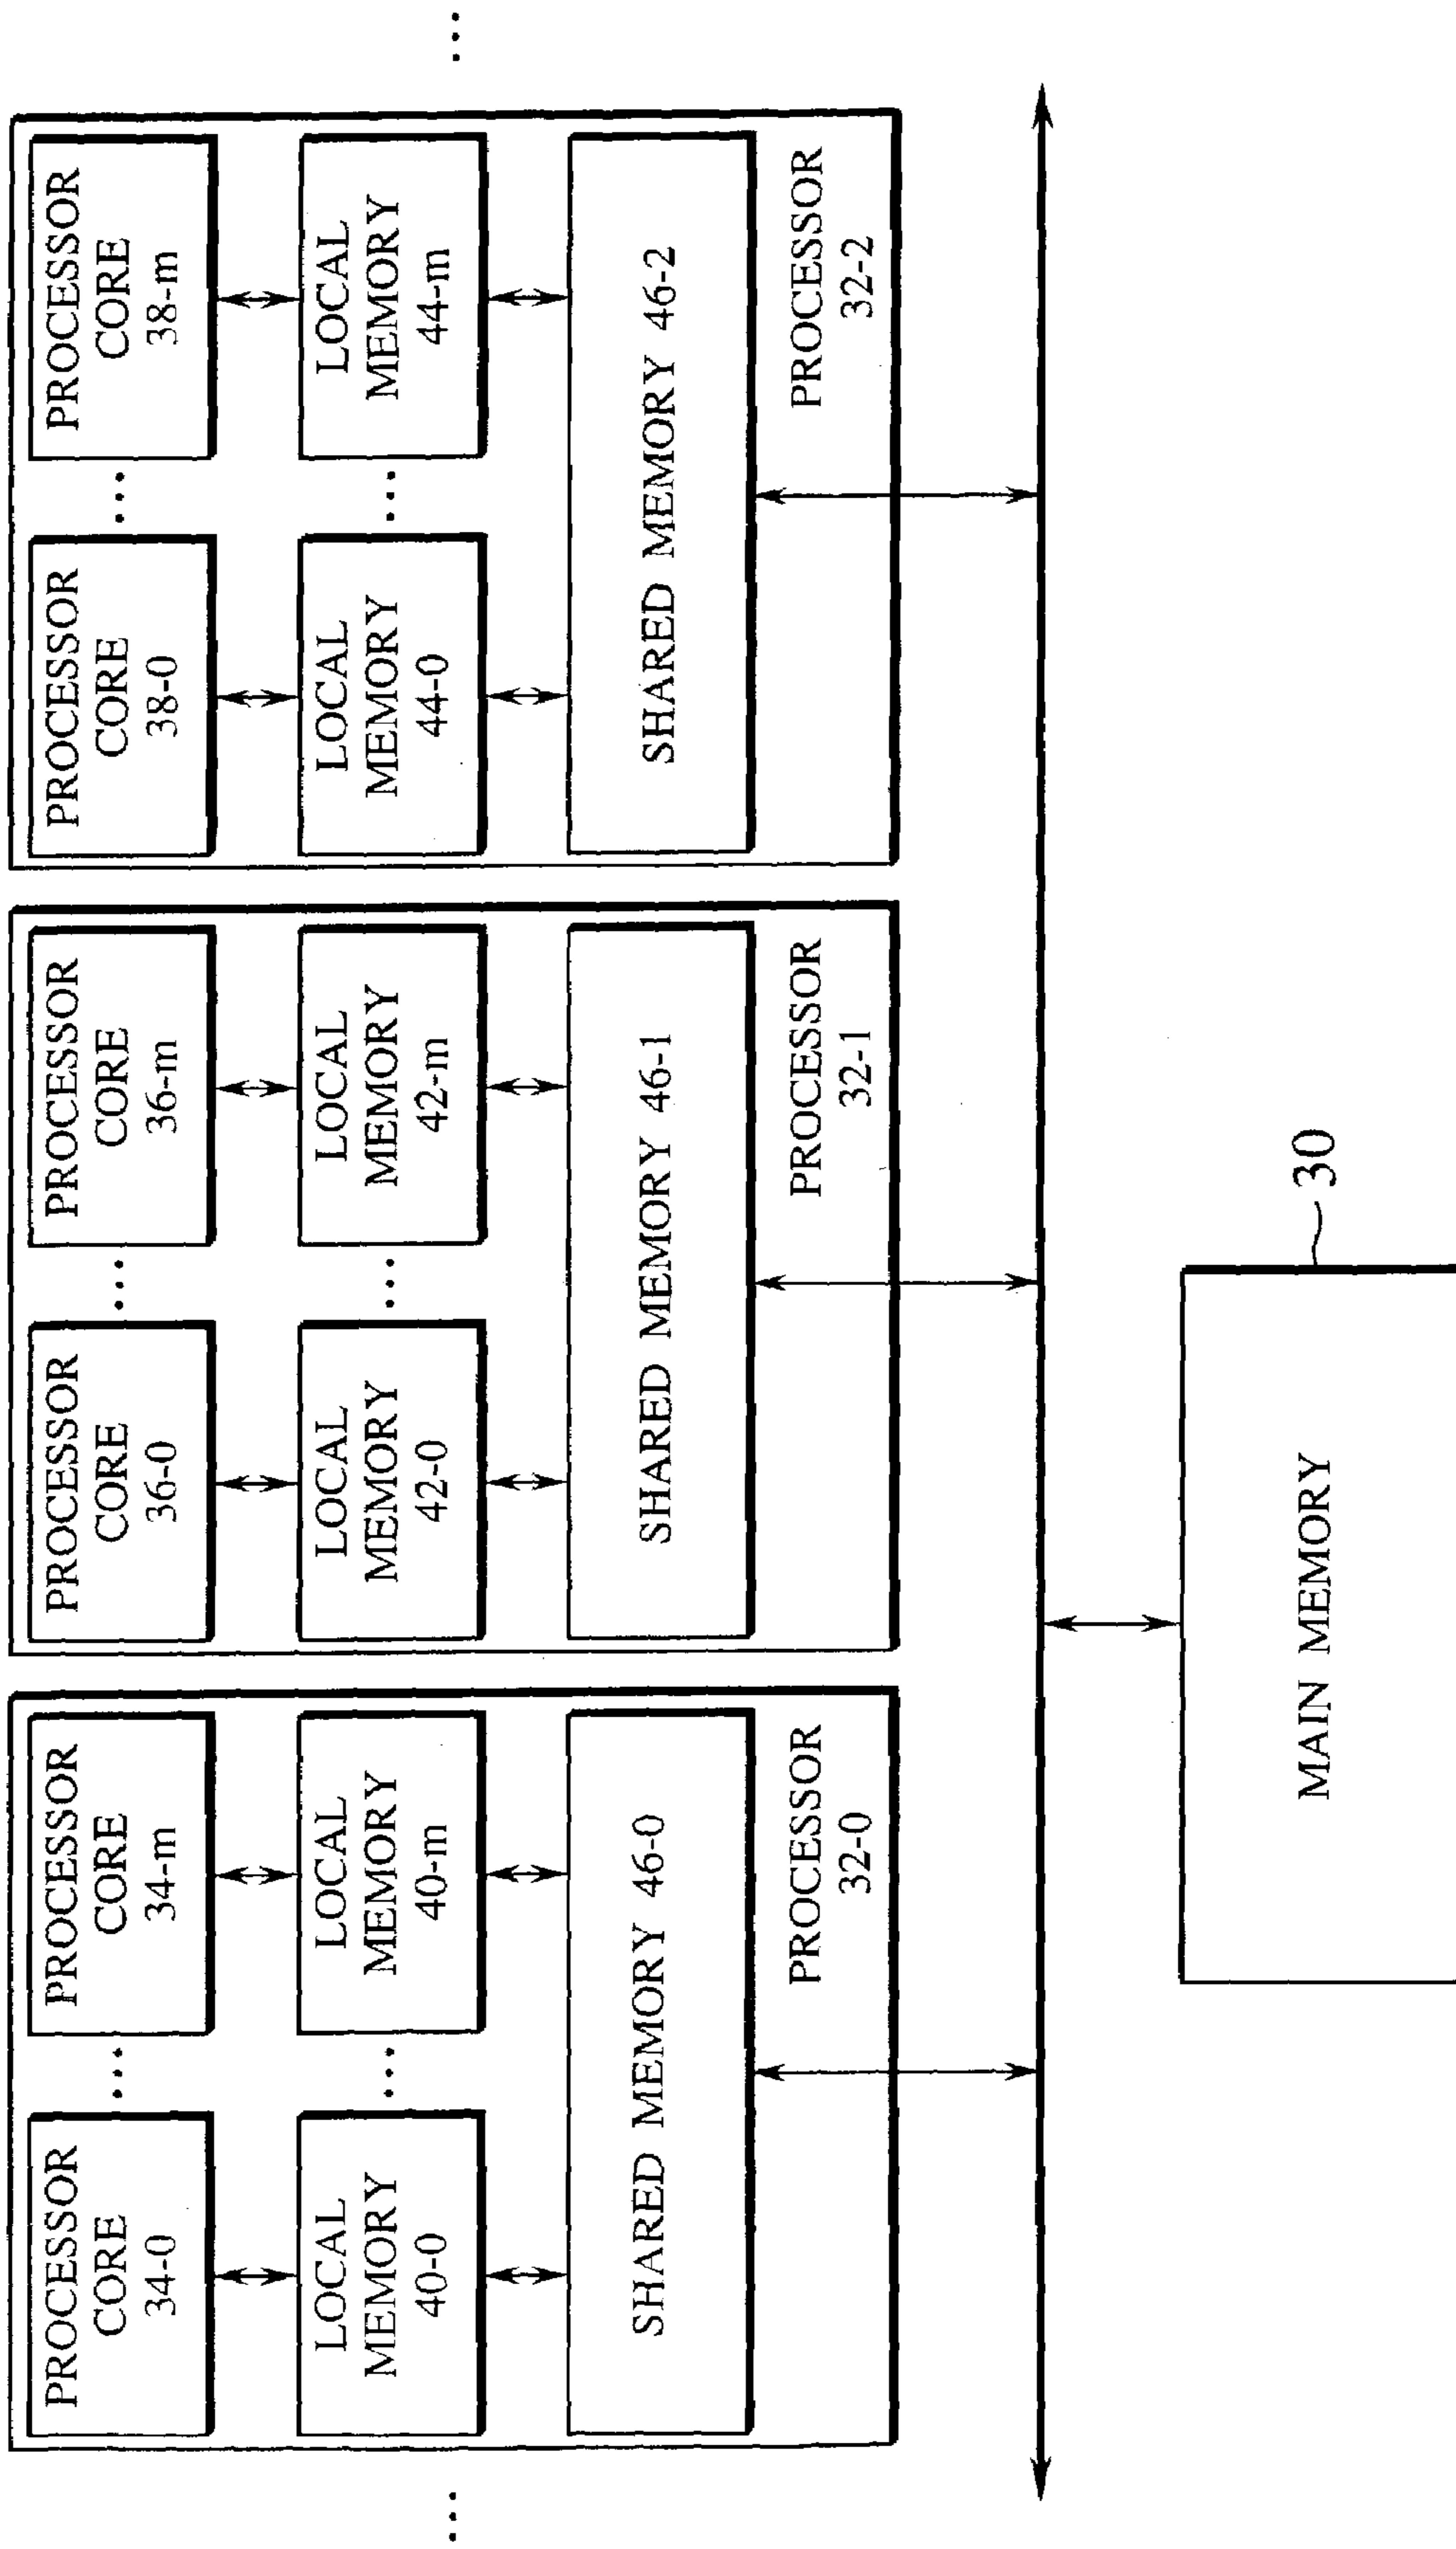 PROCESSOR
CORE
34-0
...
PROCESSOR
CORE
34-m
LOCAL
MEMORY
40-0
...
LOCAL
MEMORY
40-m
SHARED MEMORY 46-0
PROCESSOR
32-0
PROCESSOR
CORE
36-0
...
PROCESSOR
CORE
36-m
LOCAL
MEMORY
42-0
...
LOCAL
MEMORY
42-m
SHARED MEMORY 46-1
PROCESSOR
32-1
PROCESSOR
CORE
38-0
...
PROCESSOR
CORE
38-m
LOCAL
MEMORY
44-0
...
LOCAL
MEMORY
44-m
SHARED MEMORY 46-2
PROCESSOR
32-2
...
...
MAIN MEMORY
30